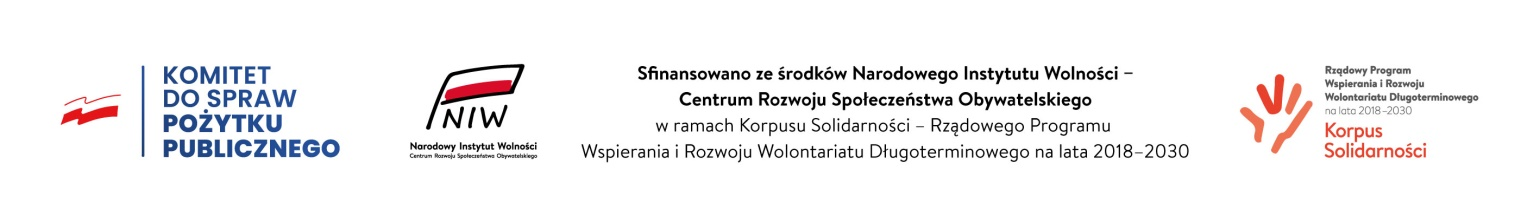 KOMITET
DO SPRAW
POŻYTKU
PUBLICZNEGO
NIW
Narodowy Instytut Wolności
Centrum Rozwoju Społeczeństwa Obywatelskiego
Sfinansowano ze środków Narodowego Instytutu Wolności –
Centrum Rozwoju Społeczeństwa Obywatelskiego
w ramach Korpusu Solidarności – Rządowego Programu
Wspierania i Rozwoju Wolontariatu Długoterminowego na lata 2018–2030
Rządowy Program
Wspierania i Rozwoju
Wolontariatu Długoterminowego
na lata 2018–2030
Korpus
Solidarności